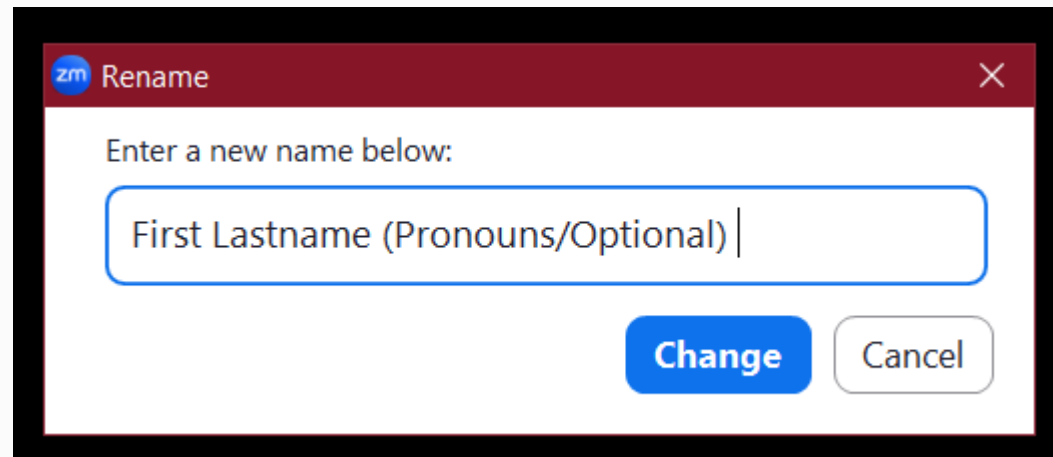 zm Rename
Enter a new name below:
First Lastname (Pronouns/Optional)
Change Cancel